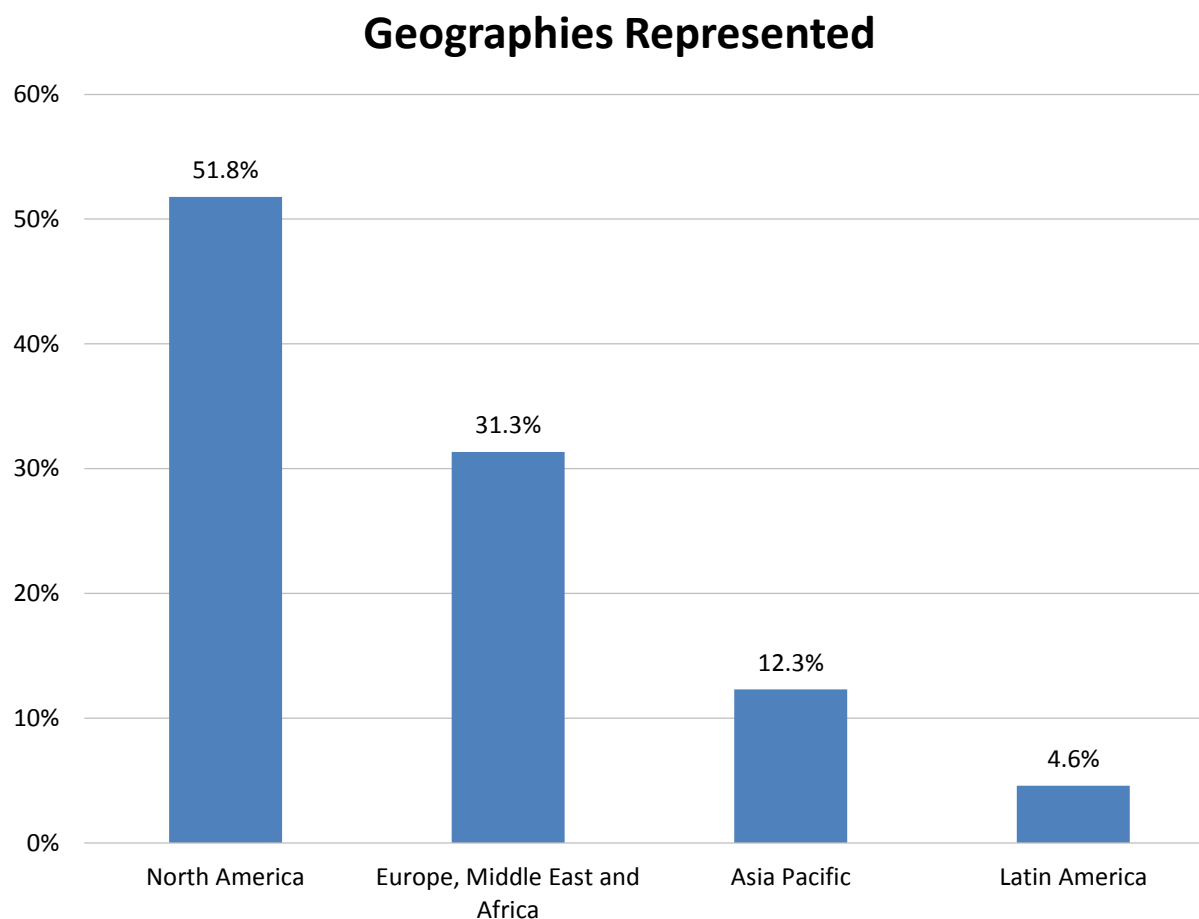 Geographies Represented
60%
51.8%
50%
40%
31.3%
30%
20%
12.3%
10%
4.6%
0%
North America
Europe, Middle East and
Africa
Asia Pacific
Latin America